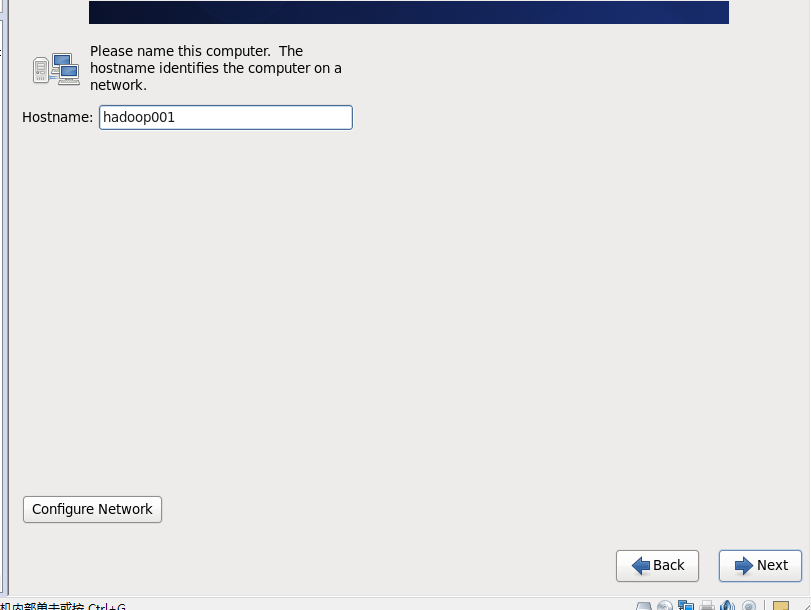 Please name this computer.  The
hostname identifies the computer on a
network.
Hostname: hadoop001
Configure Network
Back
Next
机内部单击或按 Ctrl+G